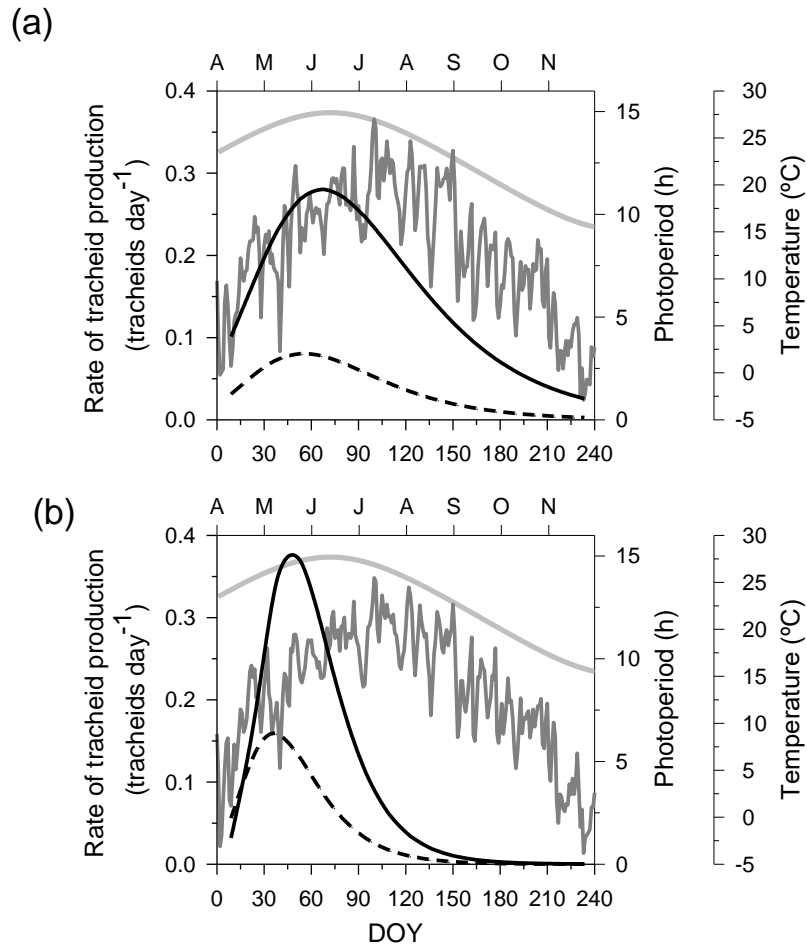 (a)
A M J J A S O N
0.4 0.3 0.2 0.1 0.0
Rate of tracheid production
(tracheids day-1)
15 10 5 0
Photoperiod (h)
30 25 20 15 10 5 0 -5
Temperature (ºC)
0 30 60 90 120 150 180 210 240
(b)
A M J J A S O N
0.4 0.3 0.2 0.1 0.0
Rate of tracheid production
(tracheids day-1)
15 10 5 0
Photoperiod (h)
30 25 20 15 10 5 0 -5
Temperature (ºC)
0 30 60 90 120 150 180 210 240
DOY